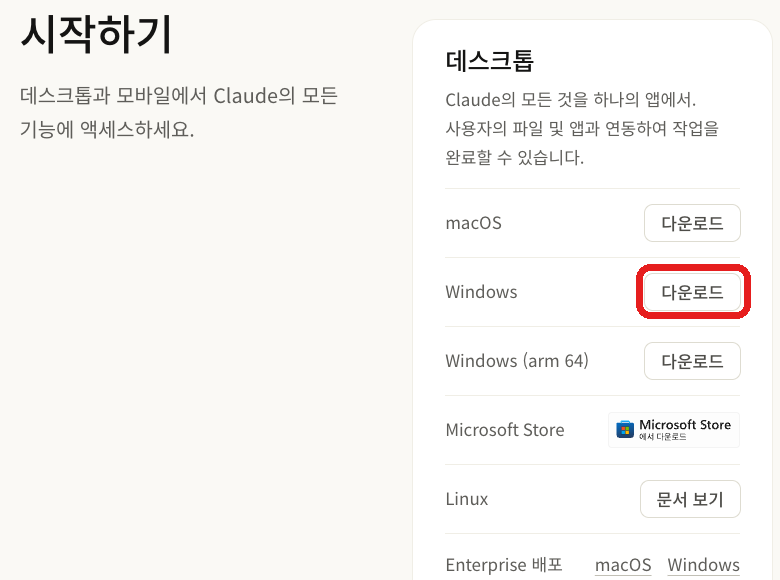 시작하기
데스크톱과 모바일에서 Claude의 모든
기능에 액세스하세요.
데스크톱
Claude의 모든 것을 하나의 앱에서.
사용자의 파일 및 앱과 연동하여 작업을
완료할 수 있습니다.
macOS 다운로드
Windows 다운로드
Windows (arm 64) 다운로드
Microsoft Store Microsoft Store
에서 다운로드
Linux 문서 보기
Enterprise 배포 macOS Windows